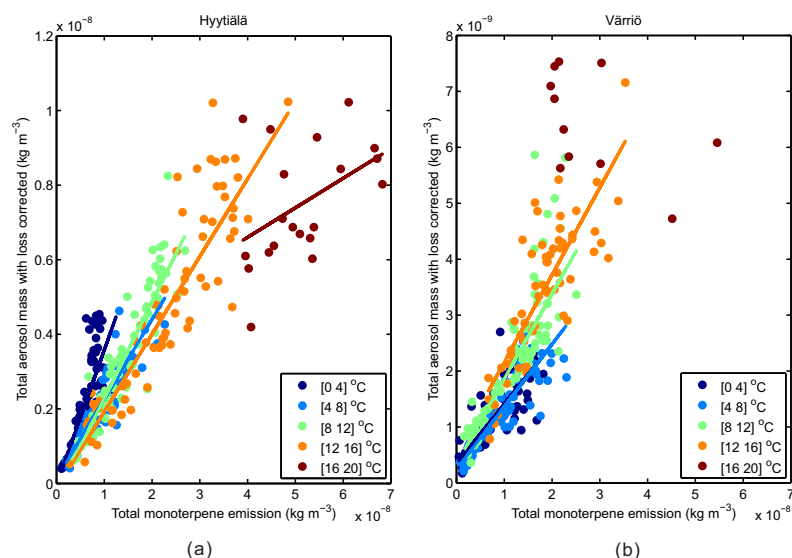 Hyytiälä
x 10⁻⁸
1.2
1
0.8
0.6
0.4
0.2
0
Total aerosol mass with loss corrected (kg m⁻³)
[0 4] °C
[4 8] °C
[8 12] °C
[12 16] °C
[16 20] °C
0 1 2 3 4 5 6 7
Total monoterpene emission (kg m⁻³)
x 10⁻⁸
(a)
Värriö
x 10⁻⁹
8
7
6
5
4
3
2
1
0
Total aerosol mass with loss corrected (kg m⁻³)
[0 4] °C
[4 8] °C
[8 12] °C
[12 16] °C
[16 20] °C
0 1 2 3 4 5 6 7
Total monoterpene emission (kg m⁻³)
x 10⁻⁸
(b)